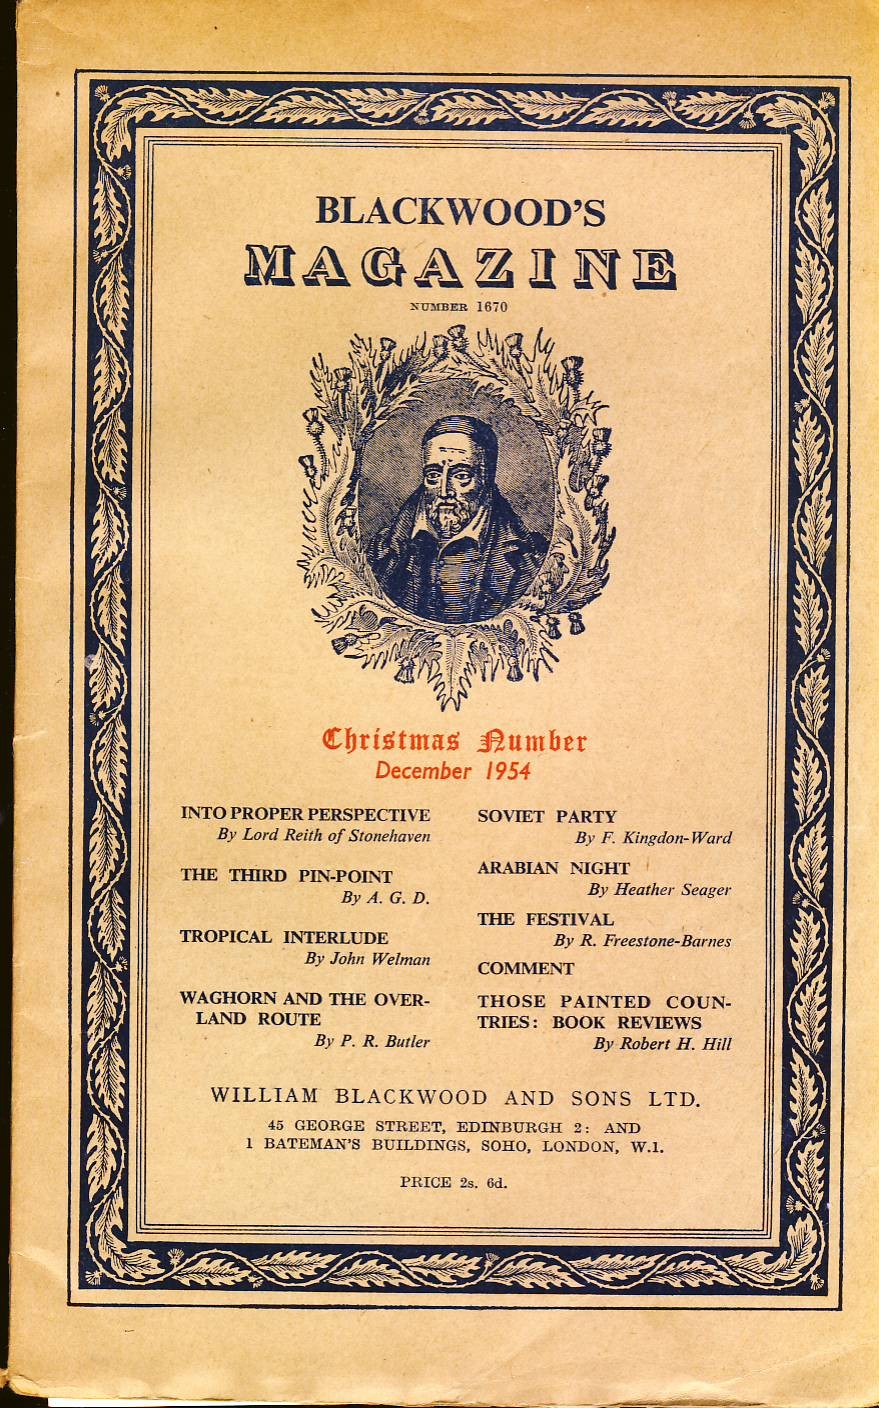 BLACKWOOD'S
MAGAZINE
NUMBER 1670
Christmas Number
December 1954
INTO PROPER PERSPECTIVE
By Lord Reith of Stonehaven
THE THIRD PIN-POINT
By A. G. D.
TROPICAL INTERLUDE
By John Welman
WAGHORN AND THE OVER-
LAND ROUTE
By P. R. Butler
SOVIET PARTY
By F. Kingdon-Ward
ARABIAN NIGHT
By Heather Seager
THE FESTIVAL
By R. Freestone-Barnes
COMMENT
THOSE PAINTED COUN-
TRIES: BOOK REVIEWS
By Robert H. Hill
WILLIAM BLACKWOOD AND SONS LTD.
45 GEORGE STREET, EDINBURGH 2: AND
1 BATEMAN'S BUILDINGS, SOHO, LONDON, W.1.
PRICE 2s. 6d.